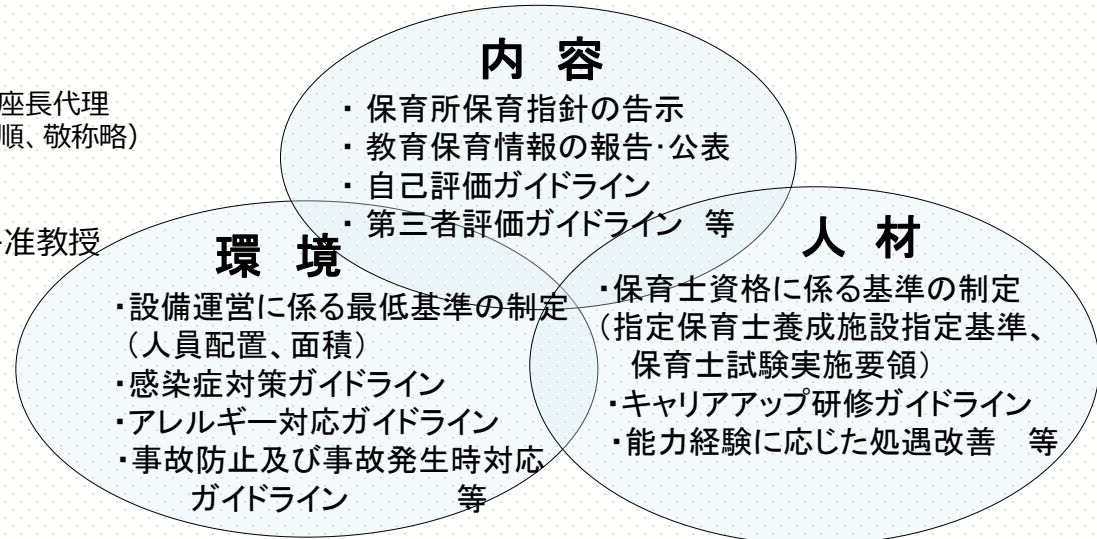 座長代理
順、敬称略）
准教授
内 容
・ 保育所保育指針の告示
・ 教育保育情報の報告・公表
・ 自己評価ガイドライン
・ 第三者評価ガイドライン 等
環 境
・設備運営に係る最低基準の制定
（人員配置、面積）
・感染症対策ガイドライン
・アレルギー対応ガイドライン
・事故防止及び事故発生時対応
ガイドライン 等
人 材
・保育士資格に係る基準の制定
（指定保育士養成施設指定基準、
保育士試験実施要領）
・キャリアアップ研修ガイドライン
・能力経験に応じた処遇改善 等